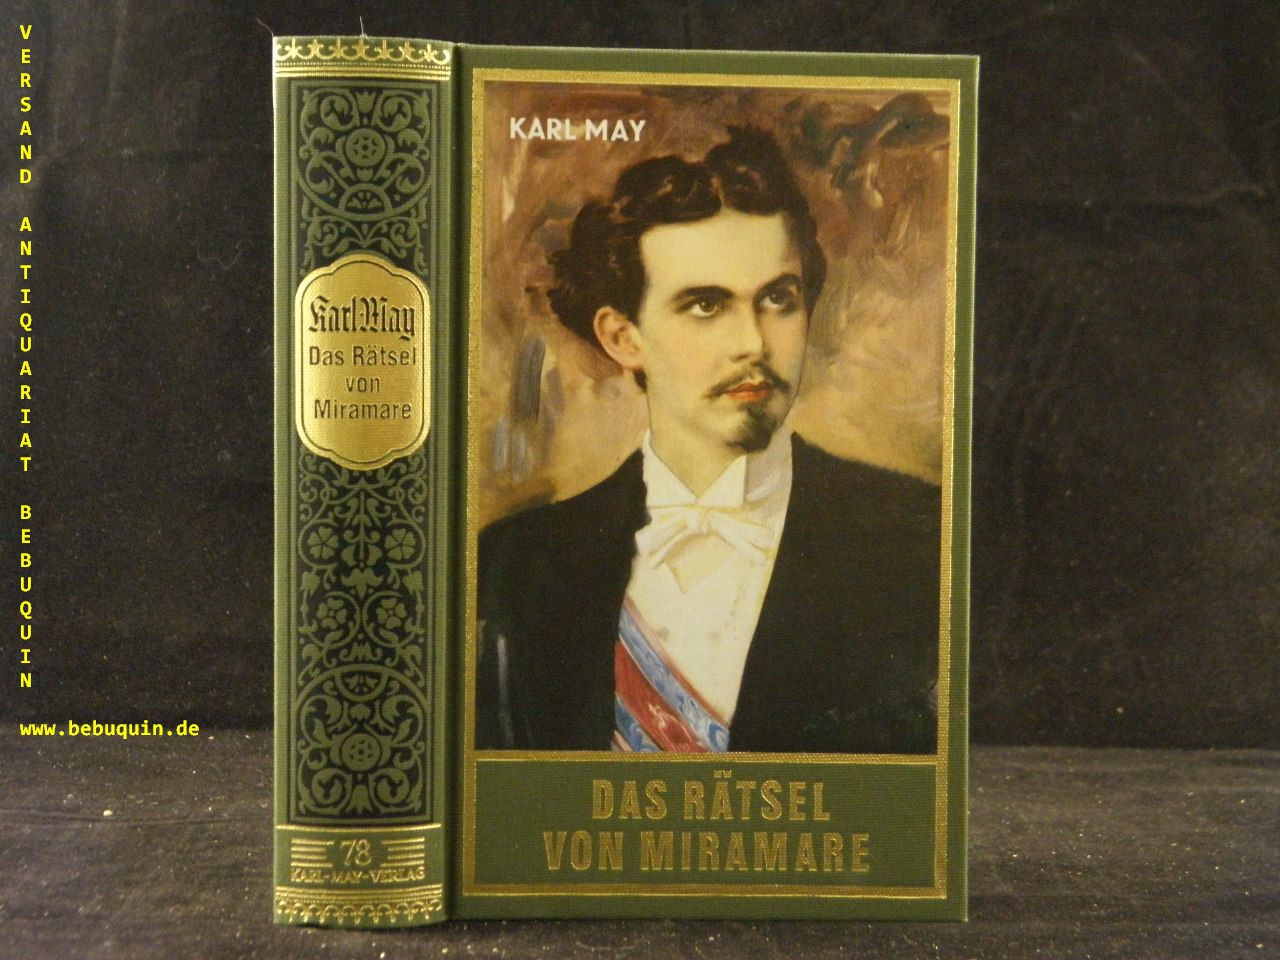 VERSAND ANTIQUARIAT BEBUQUIN
www.bebuquin.de
Karl May
Das Rätsel
von
Miramare
78
KARL-MAY-VERLAG
KARL MAY
DAS RÄTSEL
VON MIRAMARE